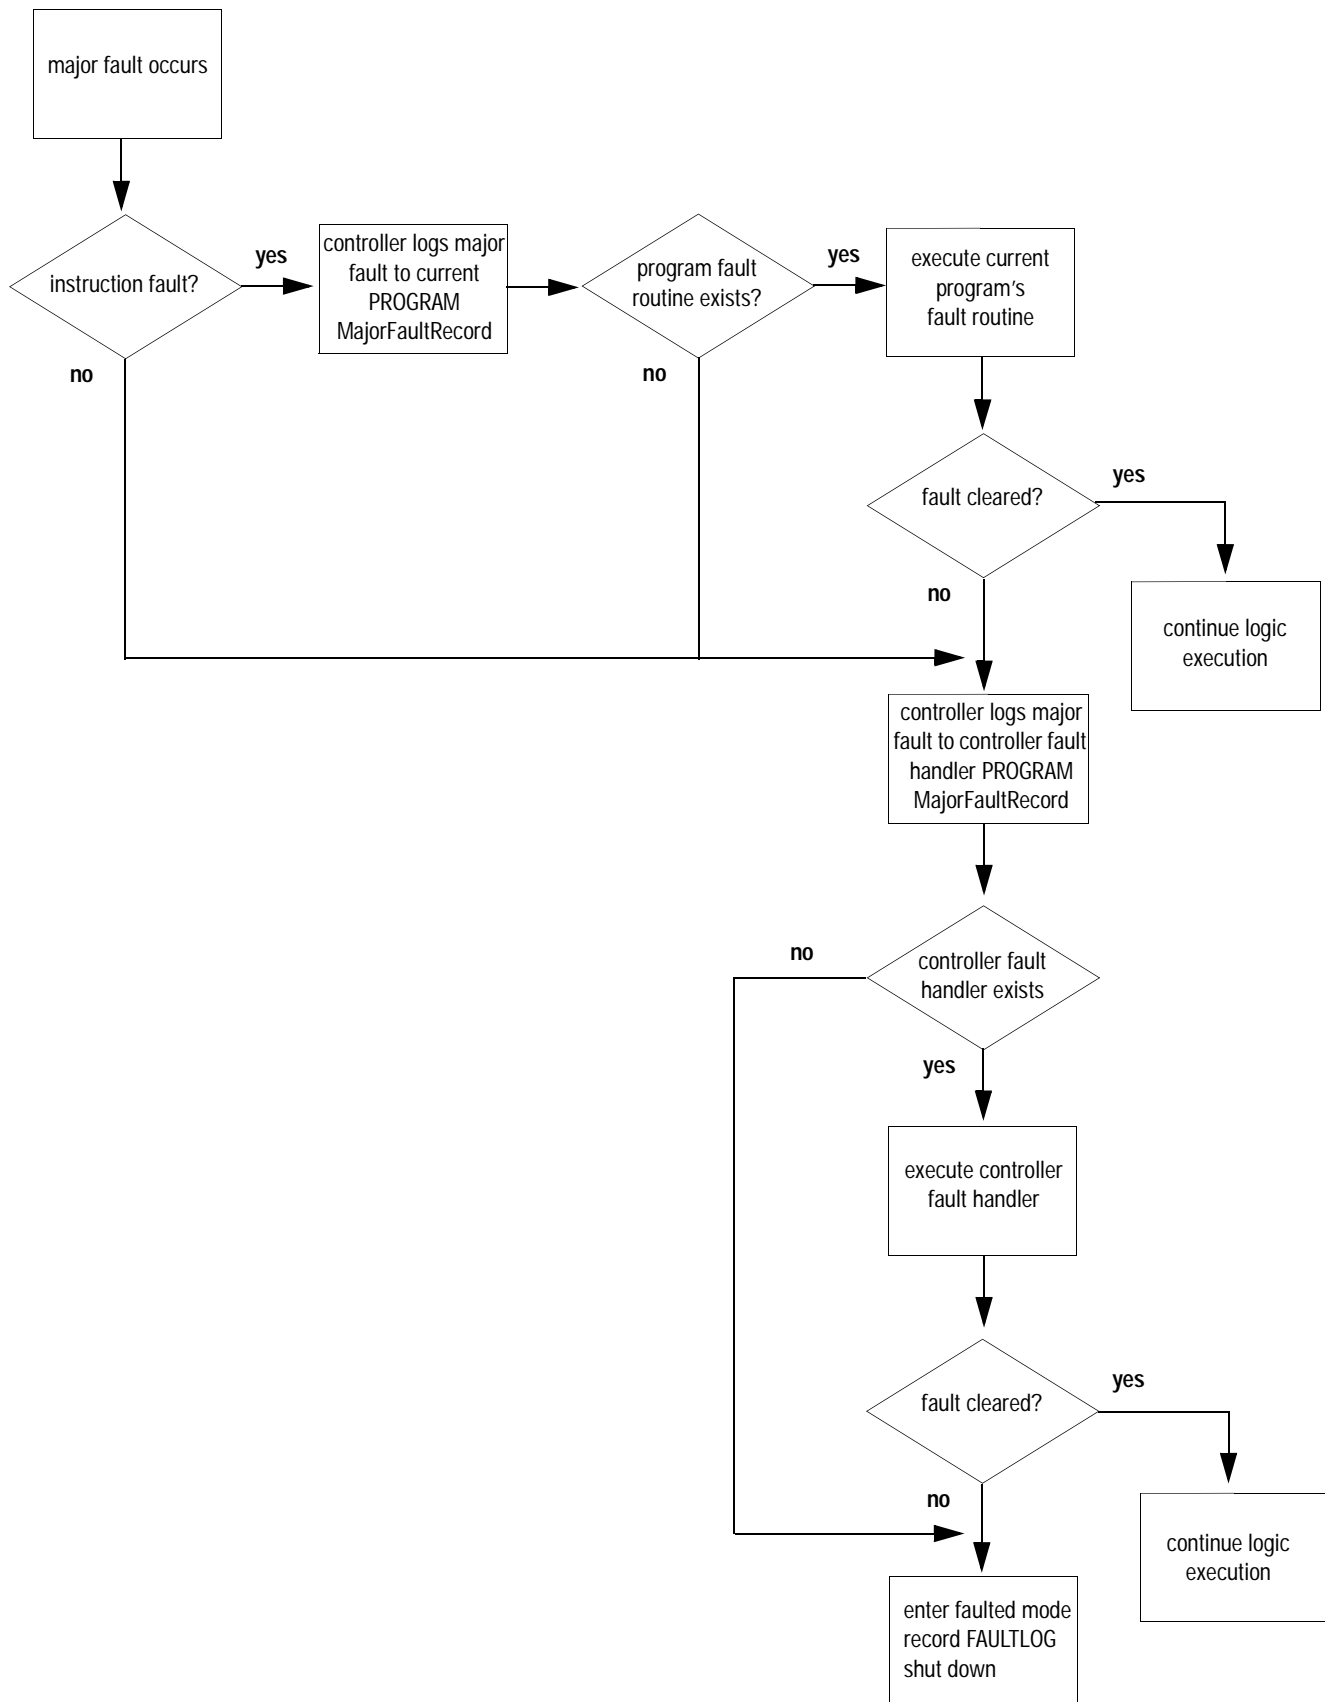 major fault occurs
instruction fault?
yes
no
controller logs major
fault to current
PROGRAM
MajorFaultRecord
program fault
routine exists?
yes
no
execute current
program's
fault routine
fault cleared?
yes
no
continue logic
execution
controller logs major
fault to controller fault
handler PROGRAM
MajorFaultRecord
controller fault
handler exists
no
yes
execute controller
fault handler
fault cleared?
yes
no
continue logic
execution
enter faulted mode
record FAULTLOG
shut down